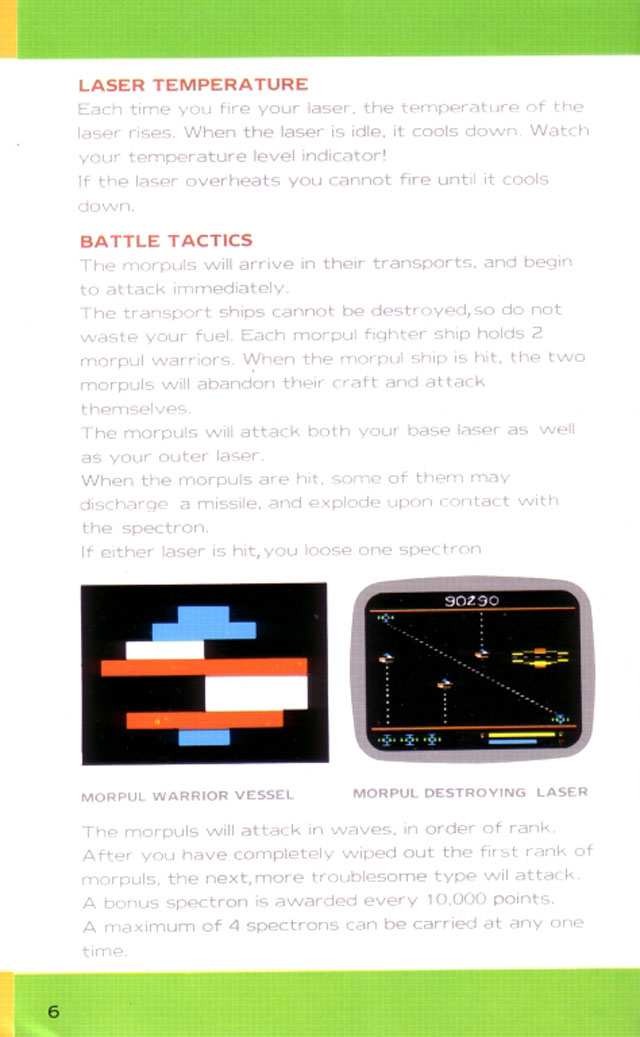 LASER TEMPERATURE
Each time you fire your laser, the temperature of the
laser rises. When the laser is idle, it cools down. Watch
your temperature level indicator!
If the laser overheats you cannot fire until it cools
down.
BATTLE TACTICS
The morpuls will arrive in their transports, and begin
to attack immediately.
The transport ships cannot be destroyed,so do not
waste your fuel. Each morpul fighter ship holds 2
morpul warriors. When the morpul ship is hit, the two
morpuls will abandon their craft and attack
themselves.
The morpuls will attack both your base laser as well
as your outer laser.
When the morpuls are hit, some of them may
discharge a missile, and explode upon contact with
the spectron.
If either laser is hit,you loose one spectron
90290
MORPUL WARRIOR VESSEL
MORPUL DESTROYING LASER
The morpuls will attack in waves, in order of rank.
After you have completely wiped out the first rank of
morpuls, the next,more troublesome type wil attack.
A bonus spectron is awarded every 10,000 points.
A maximum of 4 spectrons can be carried at any one
time.
6